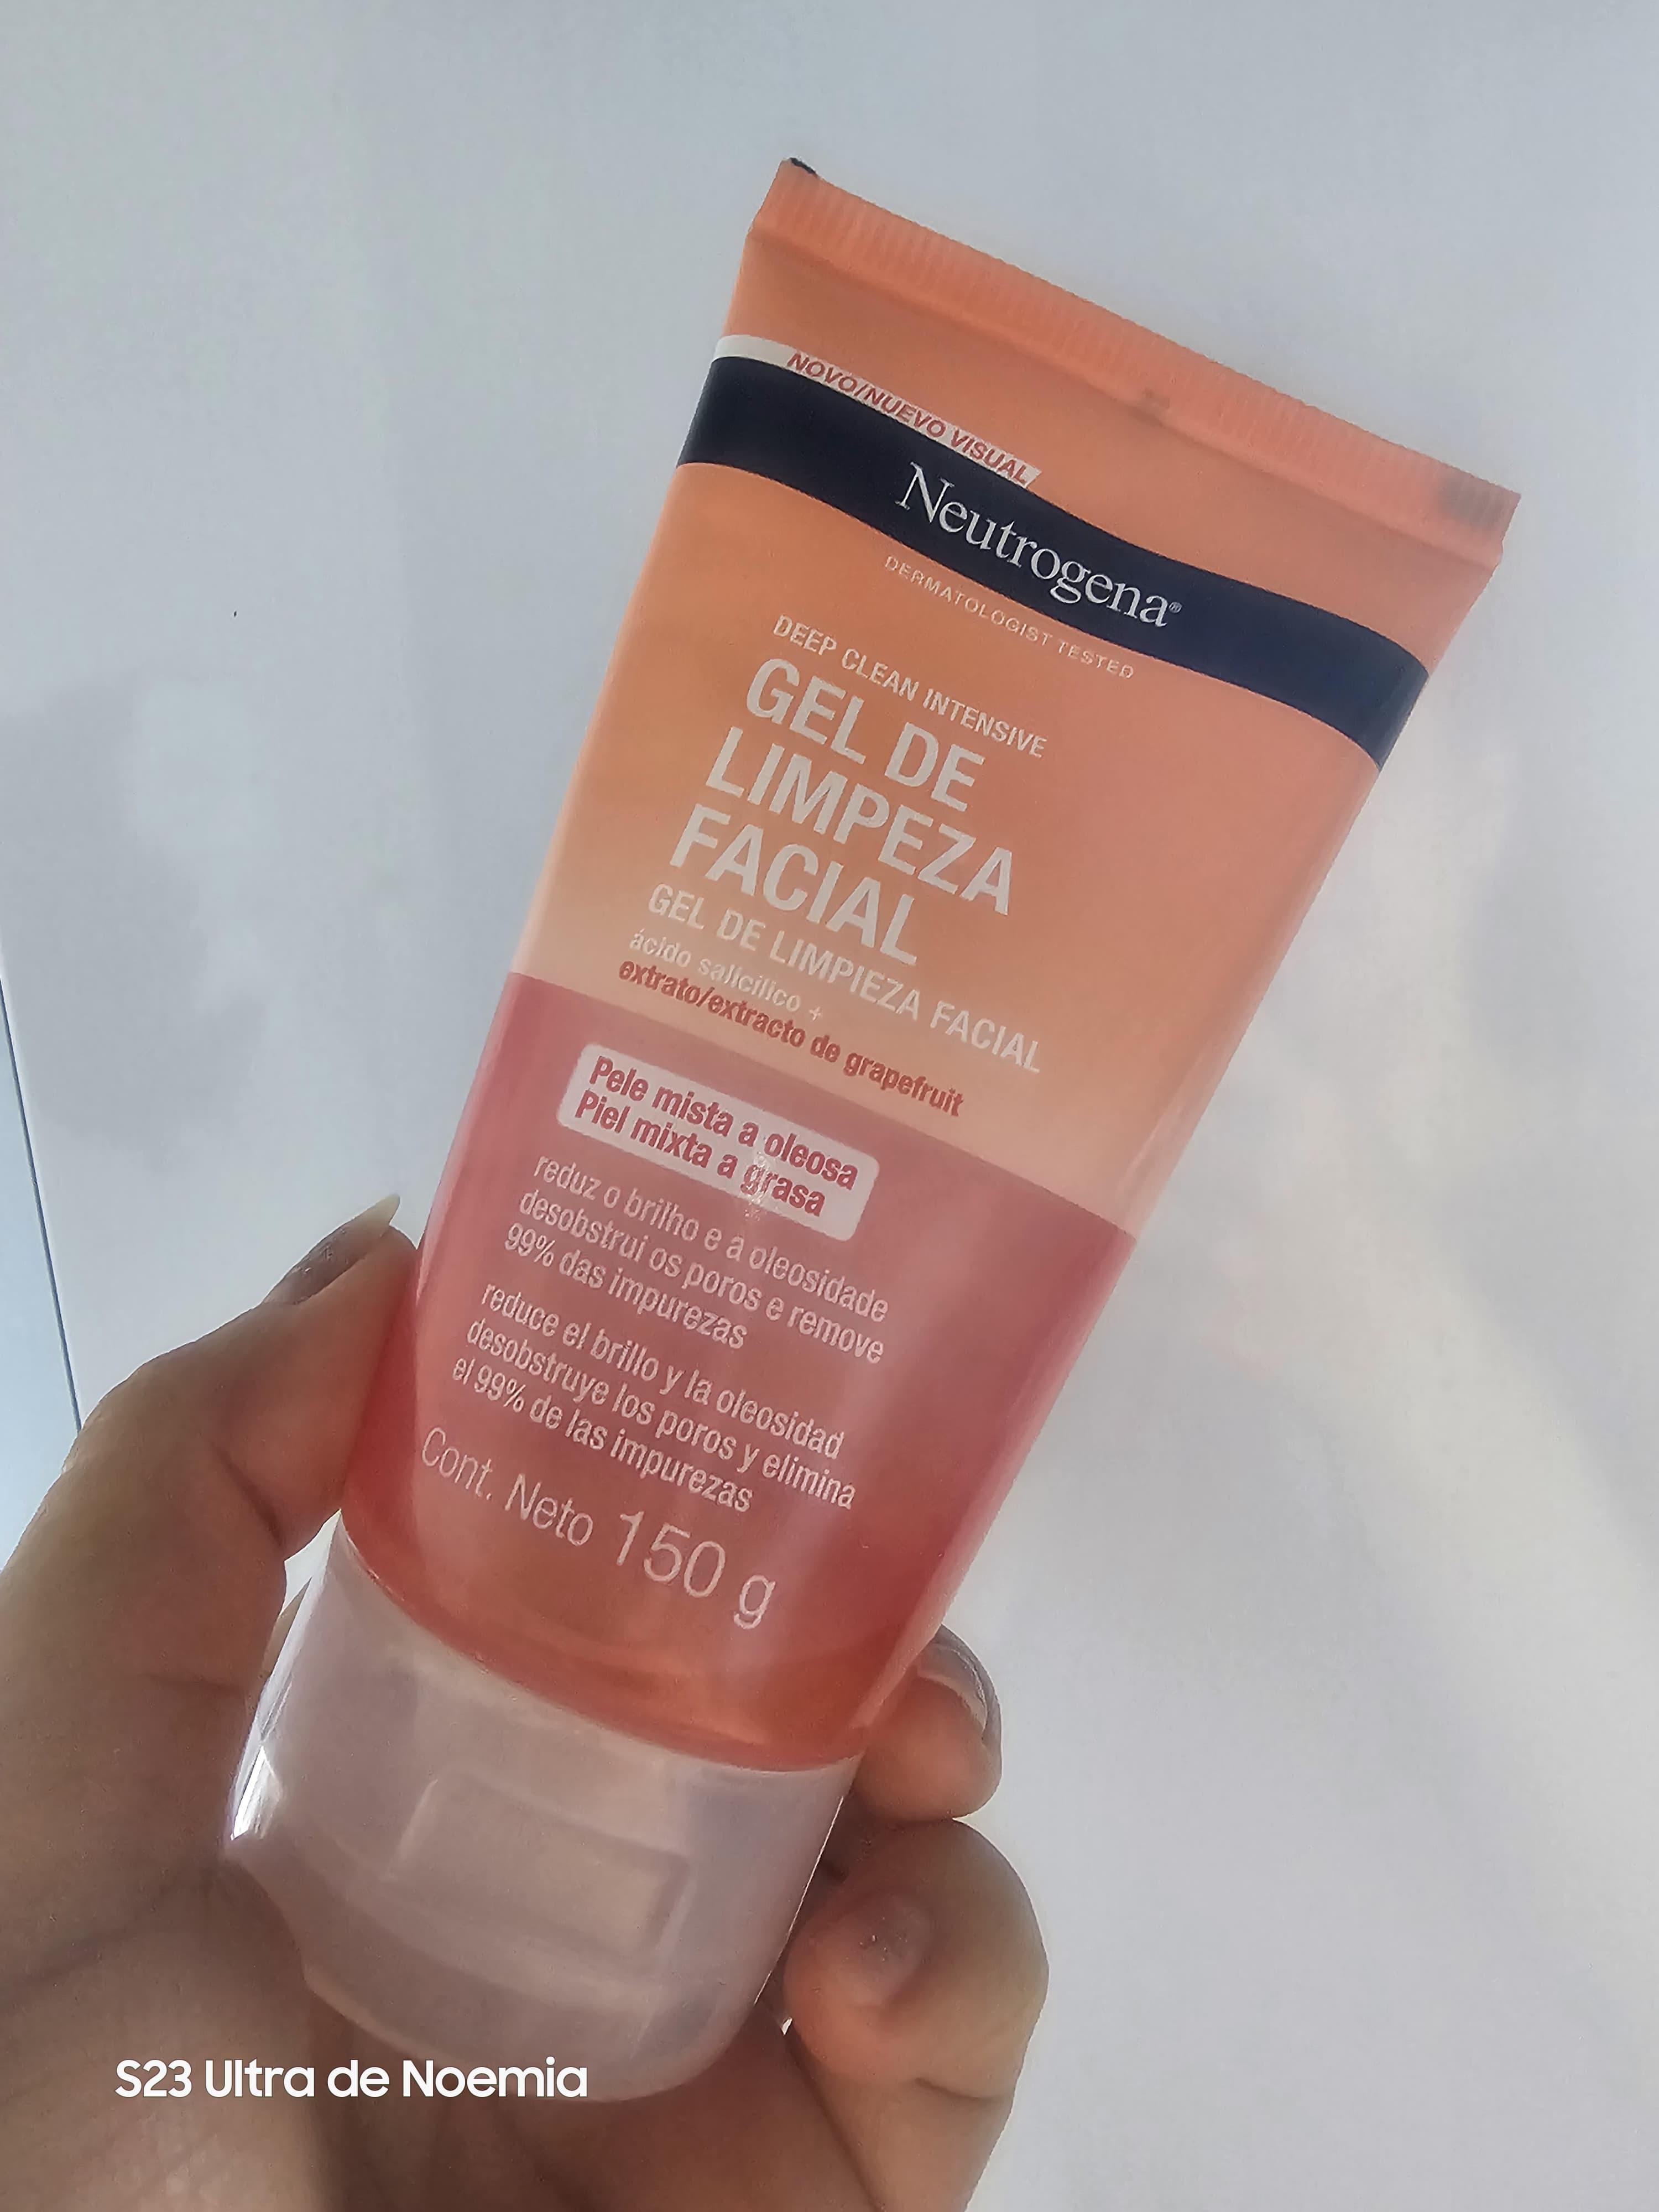 NOVO/NUEVO VISUAL
Neutrogena®
DERMATOLOGIST TESTED
DEEP CLEAN INTENSIVE
GEL DE
LIMPEZA
FACIAL
GEL DE LIMPIEZA FACIAL
ácido salicílico +
extrato/extracto de grapefruit
Pele mista a oleosa
Piel mixta a grasa
reduz o brilho e a oleosidade
desobstrui os poros e remove
99% das impurezas
reduce el brillo y la oleosidad
desobstruye los poros y elimina
el 99% de las impurezas
Cont. Neto 150 g
S23 Ultra de Noemia